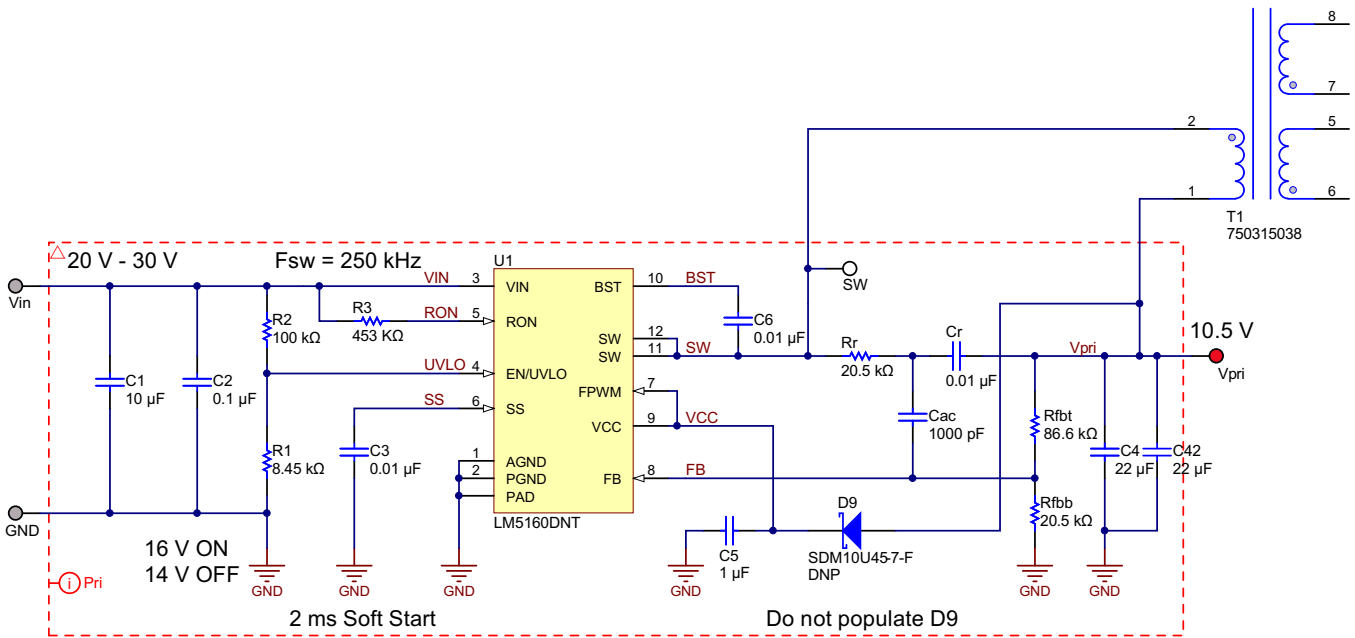 8
7
2
5
1
6
T1
750315038
20 V - 30 V
Fsw = 250 kHz
U1
Vin
VIN
3
VIN
BST
10
BST
SW
R3
453 KΩ
RON
5
RON
R2
100 kΩ
C6
0.01 µF
SW
12
SW
11
SW
10.5 V
Rr
20.5 kΩ
Cr
0.01 µF
Vpri
Vpri
UVLO
4
EN/UVLO
FPWM
7
C1
10 µF
C2
0.1 µF
SS
6
SS
VCC
9
VCC
Cac
1000 pF
Rfbt
86.6 kΩ
R1
8.45 kΩ
C3
0.01 µF
C4
22 µF
C42
22 µF
1
AGND
2
PGND
PAD
FB
8
FB
LM5160DNT
Rfbb
20.5 kΩ
D9
SDM10U45-7-F
DNP
C5
1 µF
GND
16 V ON
14 V OFF
GND
GND
GND
GND
GND
GND
i
Pri
2 ms Soft Start
Do not populate D9